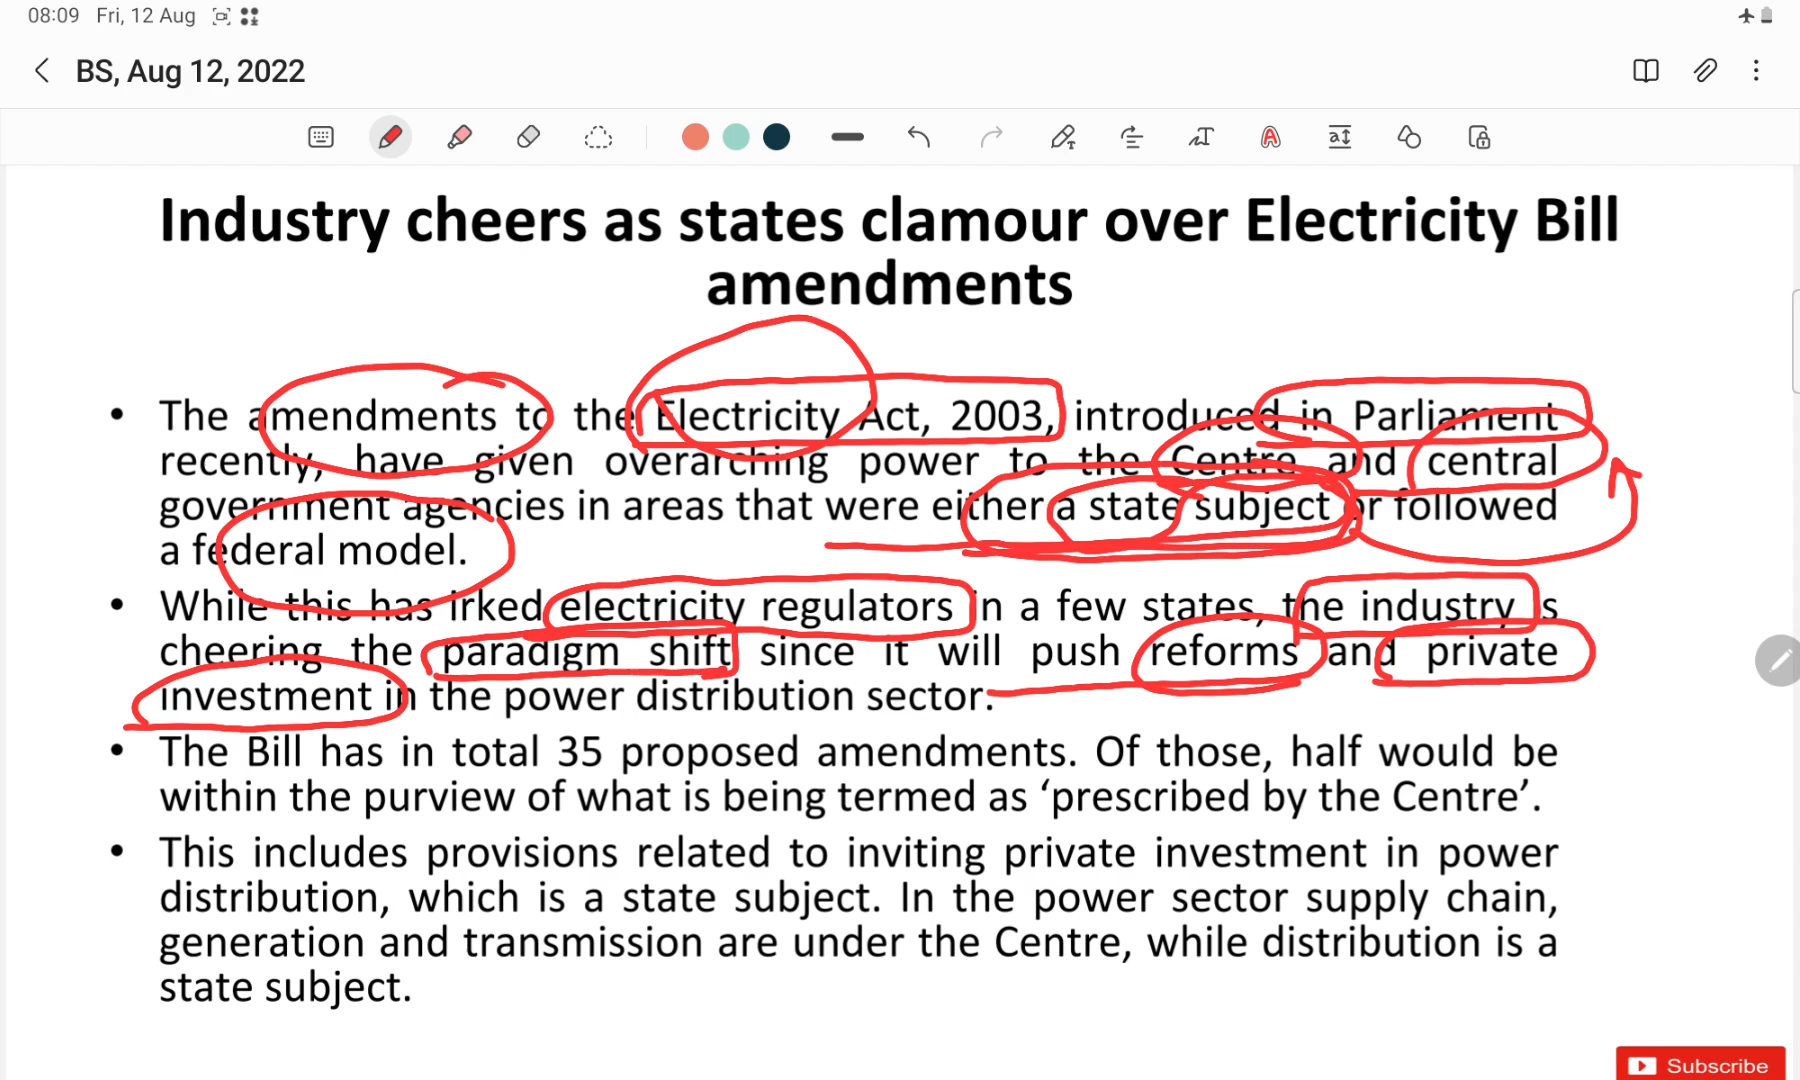 08:09 Fri, 12 Aug
BS, Aug 12, 2022
Industry cheers as states clamour over Electricity Bill
amendments
• The amendments to the Electricity Act, 2003, introduced in Parliament
recently, have given overarching power to the Centre and central
government agencies in areas that were either a state subject or followed
a federal model.
• While this has irked electricity regulators in a few states, the industry is
cheering the paradigm shift since it will push reforms and private
investment in the power distribution sector.
• The Bill has in total 35 proposed amendments. Of those, half would be
within the purview of what is being termed as ‘prescribed by the Centre’.
• This includes provisions related to inviting private investment in power
distribution, which is a state subject. In the power sector supply chain,
generation and transmission are under the Centre, while distribution is a
state subject.
Subscribe